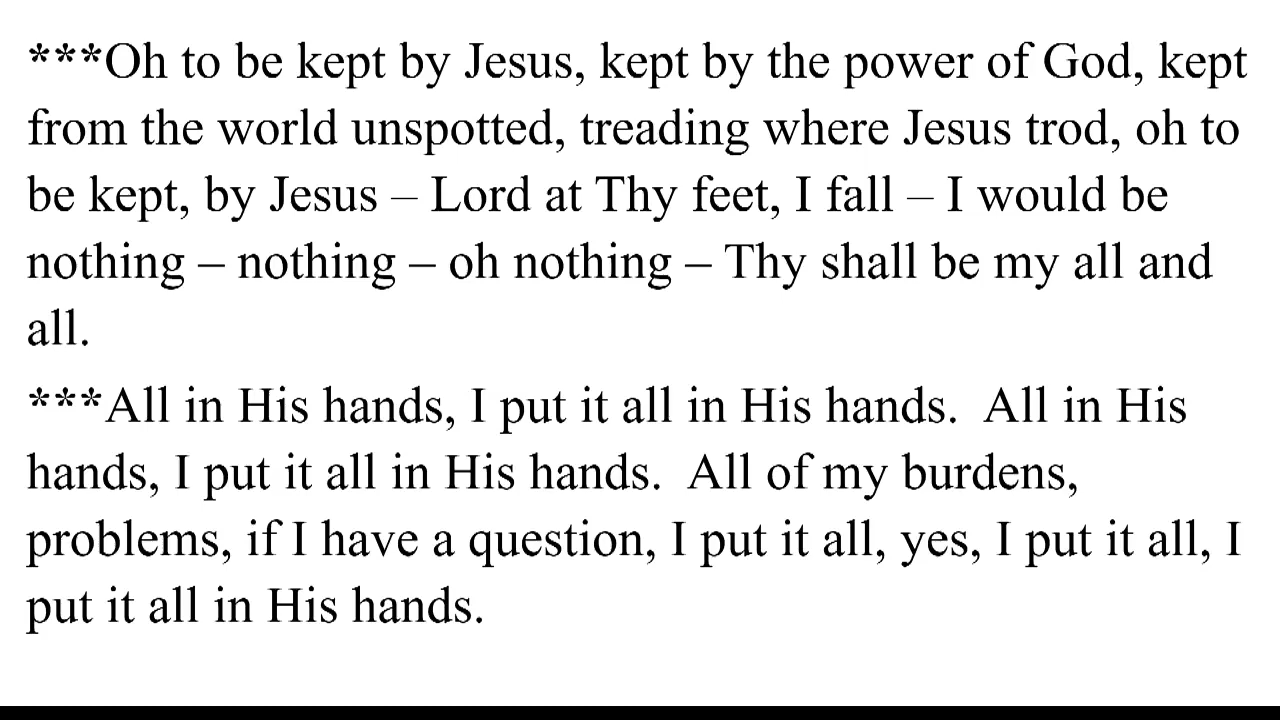 ***Oh to be kept by Jesus, kept by the power of God, kept
from the world unspotted, treading where Jesus trod, oh to
be kept, by Jesus – Lord at Thy feet, I fall – I would be
nothing – nothing – oh nothing – Thy shall be my all and
all.
***All in His hands, I put it all in His hands.  All in His
hands, I put it all in His hands.  All of my burdens,
problems, if I have a question, I put it all, yes, I put it all, I
put it all in His hands.